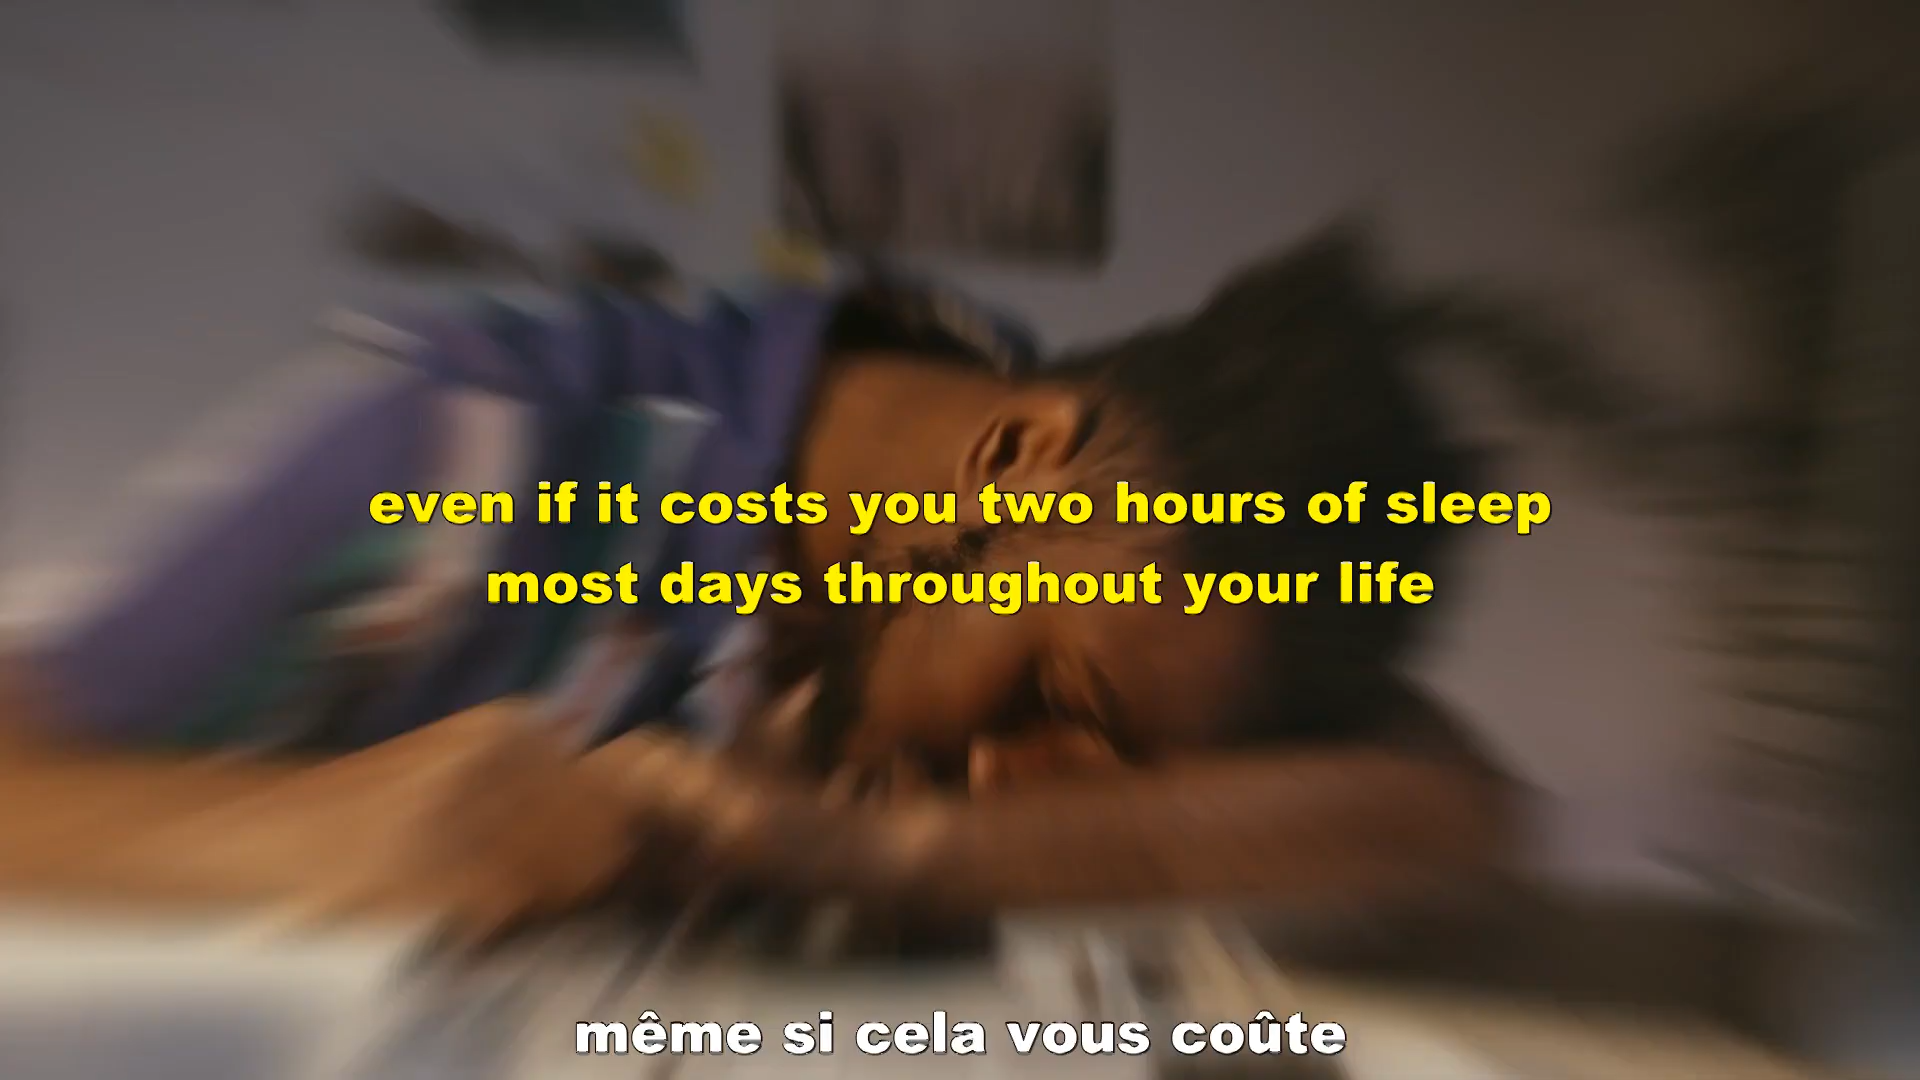 even if it costs you two hours of sleep
most days throughout your life
même si cela vous coûte